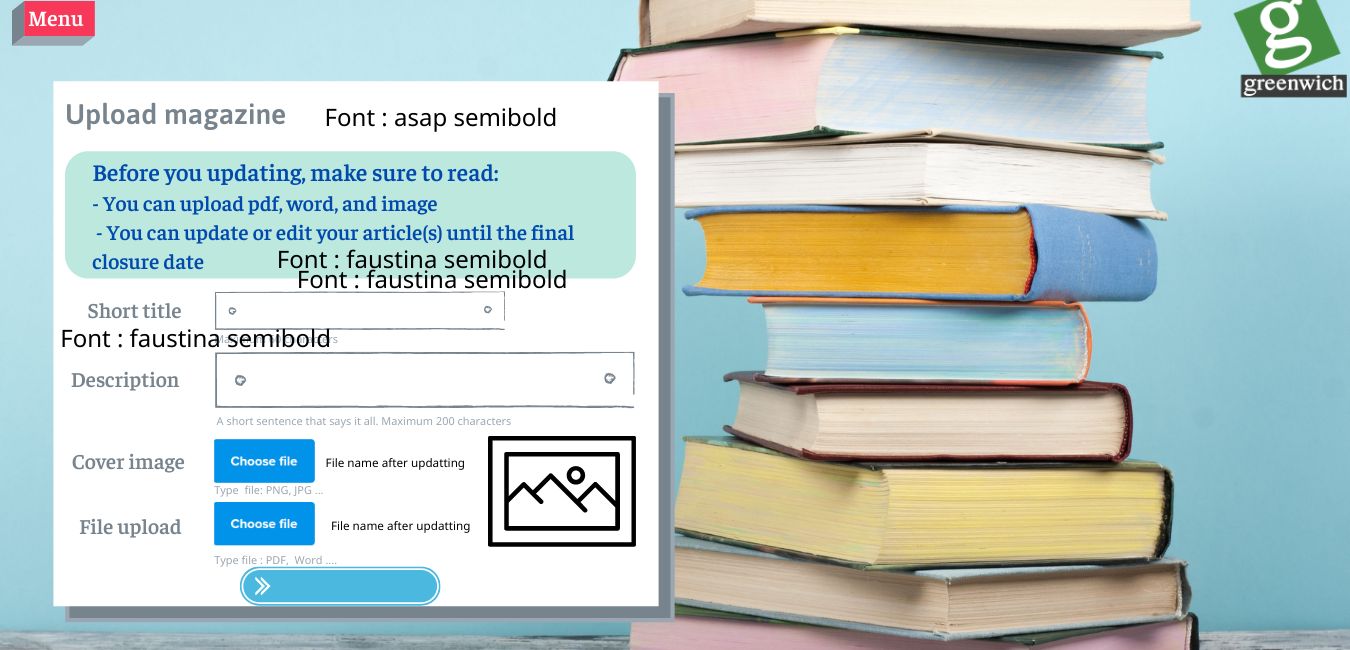 Menu
greenwich
Upload magazine
Font : asap semibold
Before you updating, make sure to read:
- You can upload pdf, word, and image
- You can update or edit your article(s) until the final
closure date
Font : faustina semibold
Font : faustina semibold
Short title
Font : faustina semibold
Description
A short sentence that says it all. Maximum 200 characters
Cover image
Choose file
File name after updatting
Type file: PNG, JPG ...
File upload
Choose file
File name after updatting
Type file : PDF, Word ....